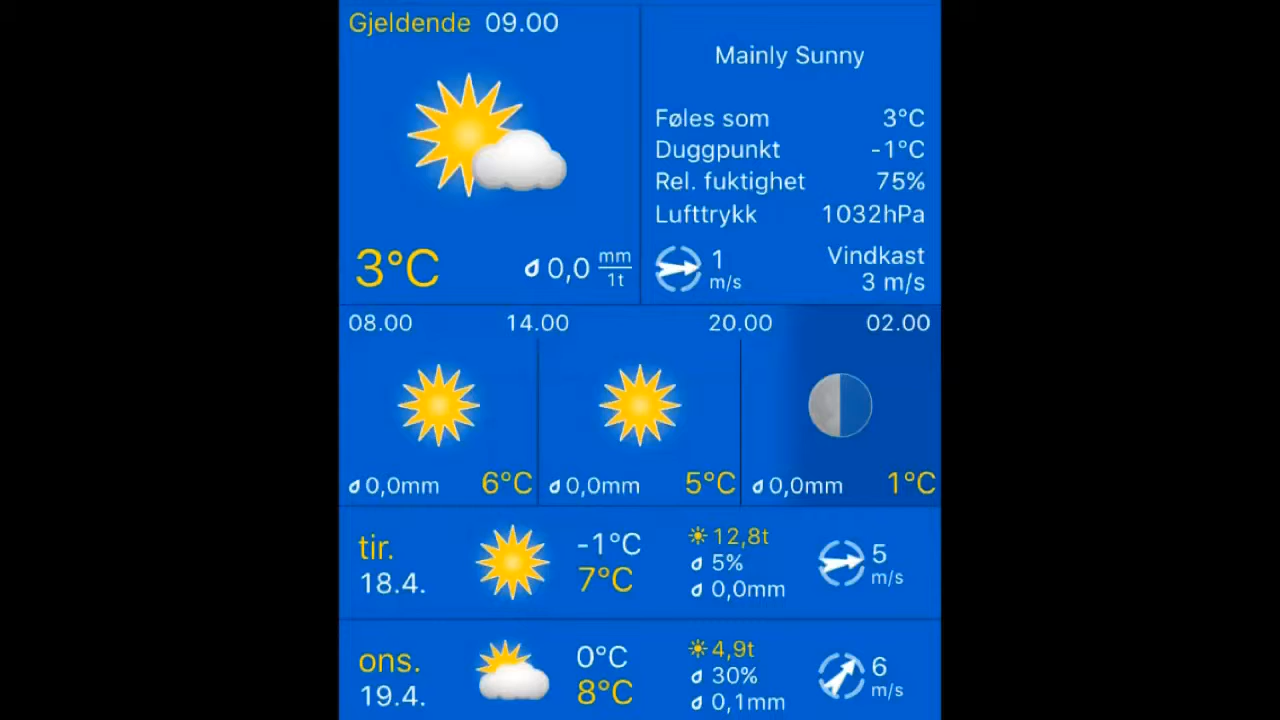 Gjeldende 09.00
3°C
0,0 mm
1t
Mainly Sunny
Føles som 3°C
Duggpunkt -1°C
Rel. fuktighet 75%
Lufttrykk 1032hPa
1 m/s
Vindkast
3 m/s
08.00 14.00 20.00 02.00
0,0mm 6°C 0,0mm 5°C 0,0mm 1°C
tir.
18.4.
-1°C
7°C
12,8t
5%
0,0mm
5
m/s
ons.
19.4.
0°C
8°C
4,9t
30%
0,1mm
6
m/s